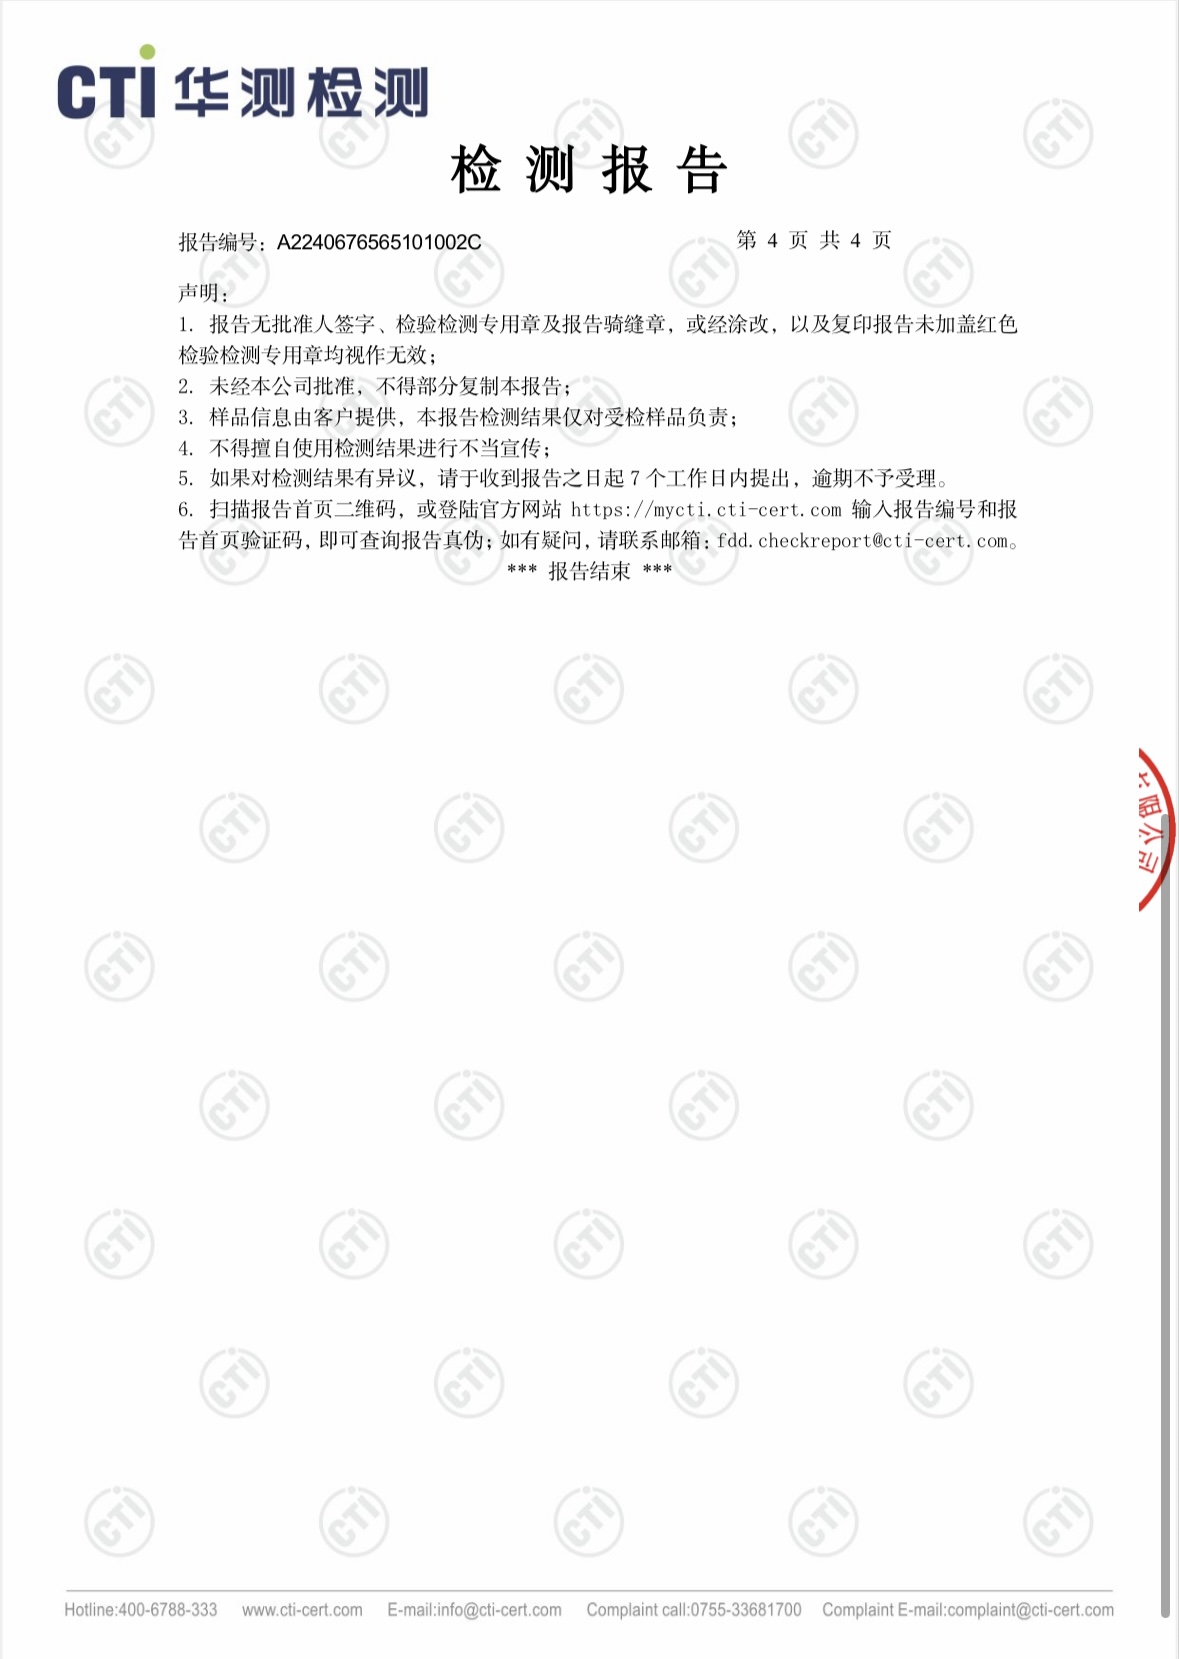 CTI 华测检测
检测报告
报告编号：A2240676565101002C 第 4 页 共 4 页
声明：
1. 报告无批准人签字、检验检测专用章及报告骑缝章，或经涂改，以及复印报告未加盖红色
检验检测专用章均视作无效；
2. 未经本公司批准，不得部分复制本报告；
3. 样品信息由客户提供，本报告检测结果仅对受检样品负责；
4. 不得擅自使用检测结果进行不当宣传；
5. 如果对检测结果有异议，请于收到报告之日起 7 个工作日内提出，逾期不予受理。
6. 扫描报告首页二维码，或登陆官方网站 https://mycti.cti-cert.com 输入报告编号和报
告首页验证码，即可查询报告真伪；如有疑问，请联系邮箱：fdd.checkreport@cti-cert.com。
*** 报告结束 ***
限公司
Hotline:400-6788-333 www.cti-cert.com E-mail:info@cti-cert.com Complaint call:0755-33681700 Complaint E-mail:complaint@cti-cert.com